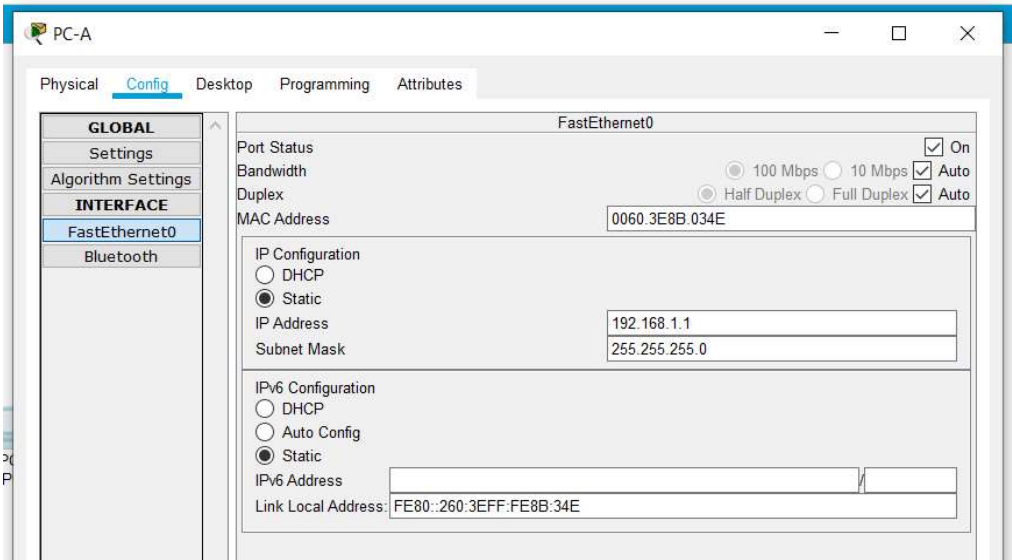 PC-A
Physical Config Desktop Programming Attributes
GLOBAL
Settings
Algorithm Settings
INTERFACE
FastEthernet0
Bluetooth
FastEthernet0
Port Status On
Bandwidth 100 Mbps 10 Mbps Auto
Duplex Half Duplex Full Duplex Auto
MAC Address 0060.3E8B.034E
IP Configuration
DHCP
Static
IP Address 192.168.1.1
Subnet Mask 255.255.255.0
IPv6 Configuration
DHCP
Auto Config
Static
IPv6 Address /
Link Local Address: FE80::260:3EFF:FE8B:34E